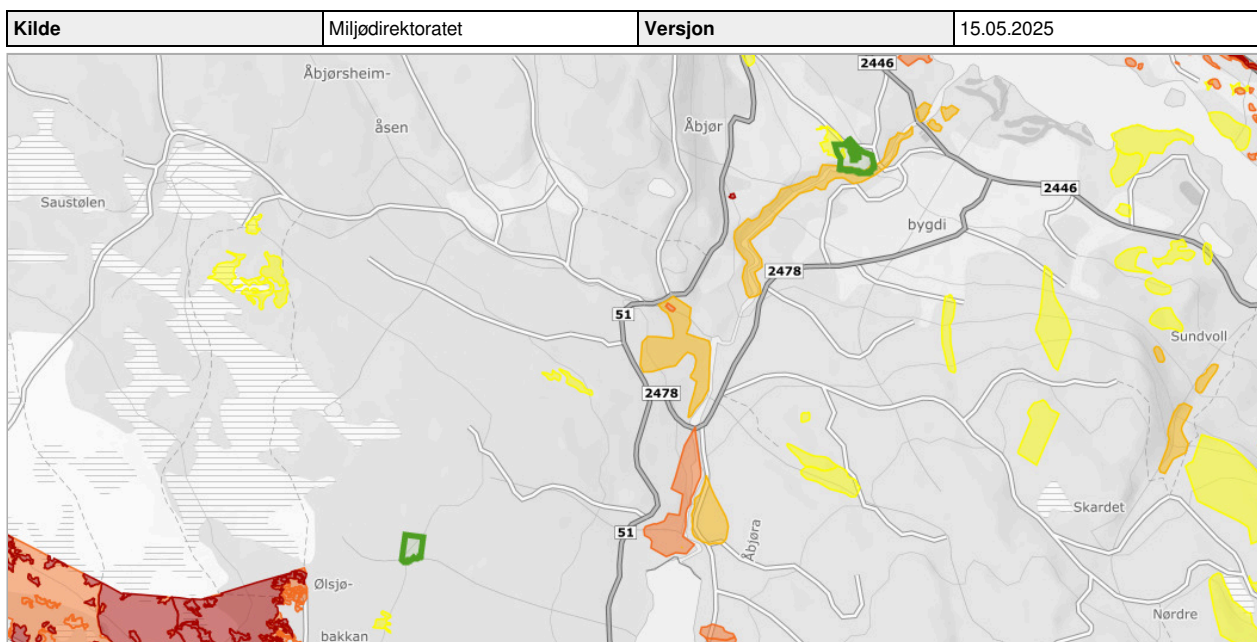 Kilde Miljødirektoratet Versjon 15.05.2025
2446
Åbjørsheim-
åsen
Åbjør
2446
Saustølen
bygdi
2478
51
Sundvoll
2478
Skardet
51
Åbjøra
Ølsjø-
bakkan
Nordre